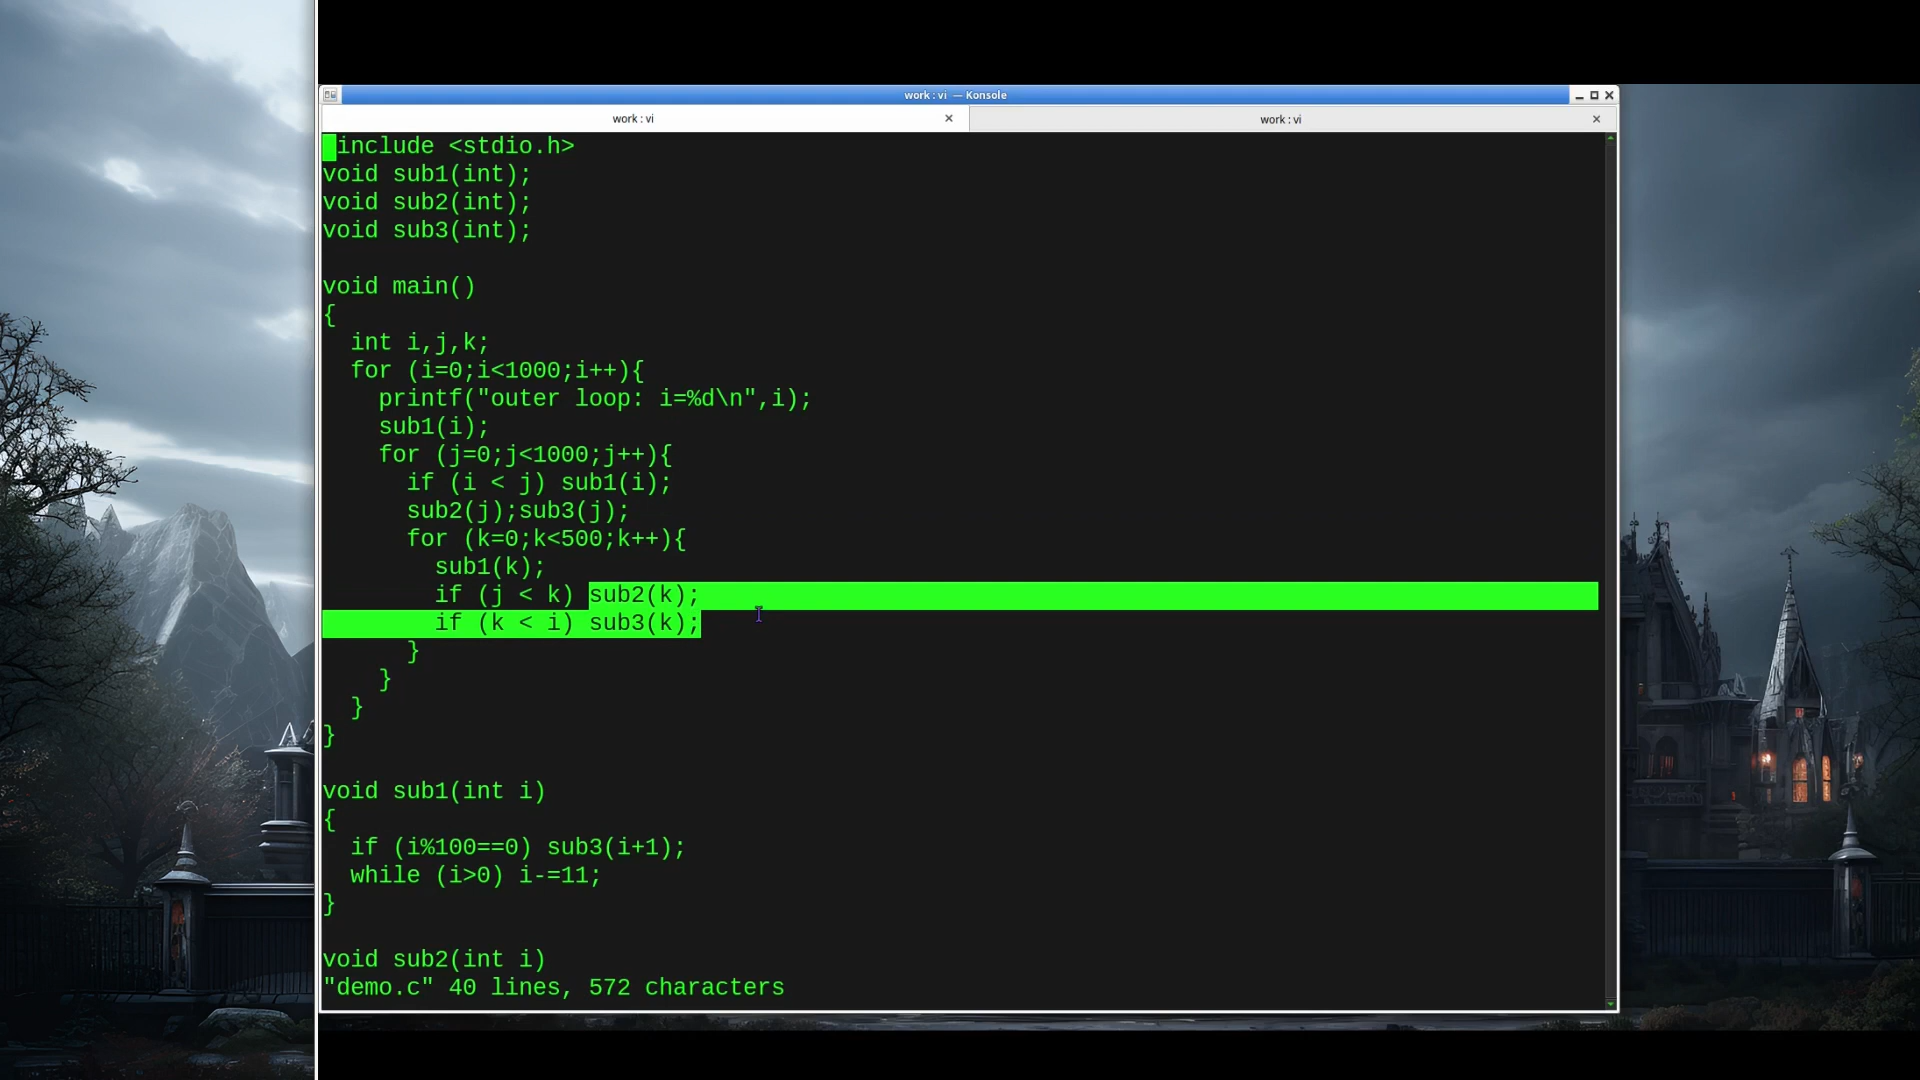 work : vi — Konsole
work : vi
work : vi
include <stdio.h>
void sub1(int);
void sub2(int);
void sub3(int);
void main()
{
  int i,j,k;
  for (i=0;i<1000;i++){
    printf("outer loop: i=%d\n",i);
    sub1(i);
    for (j=0;j<1000;j++){
      if (i < j) sub1(i);
      sub2(j);sub3(j);
      for (k=0;k<500;k++){
        sub1(k);
        if (j < k) sub2(k);
        if (k < i) sub3(k);
      }
    }
  }
}
void sub1(int i)
{
  if (i%100==0) sub3(i+1);
  while (i>0) i-=11;
}
void sub2(int i)
"demo.c" 40 lines, 572 characters